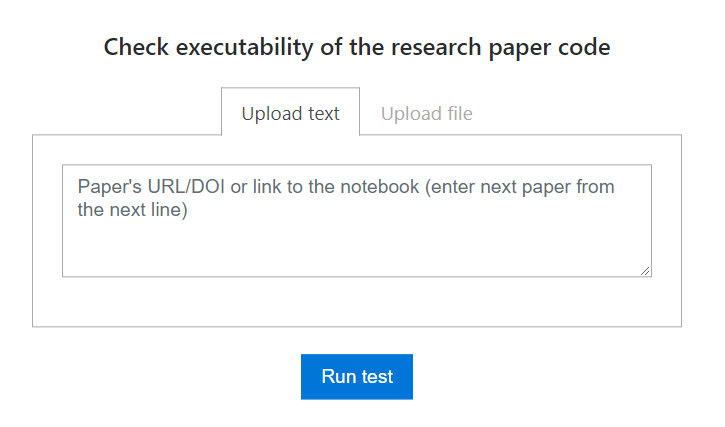 Check executability of the research paper code
Upload text
Upload file
Paper's URL/DOI or link to the notebook (enter next paper from
the next line)
Run test